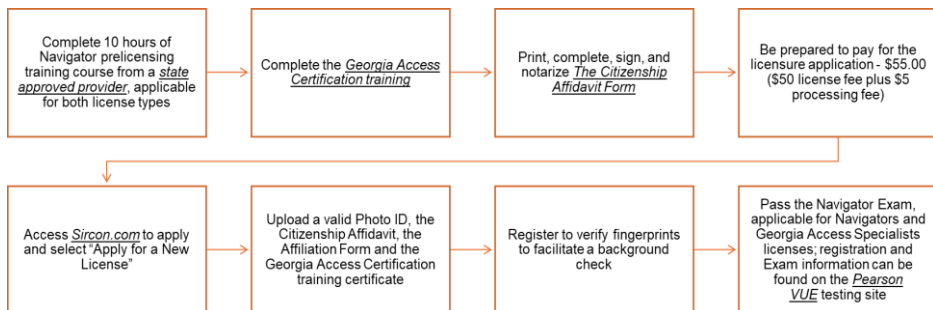 Complete 10 hours of
Navigator prelicensing
training course from a state
approved provider, applicable
for both license types
Complete the Georgia Access
Certification training
Print, complete, sign, and
notarize The Citizenship
Affidavit Form
Be prepared to pay for the
licensure application - $55.00
($50 license fee plus $5
processing fee)
Access Sircon.com to apply
and select “Apply for a New
License”
Upload a valid Photo ID, the
Citizenship Affidavit, the
Affiliation Form and the
Georgia Access Certification
training certificate
Register to verify fingerprints
to facilitate a background
check
Pass the Navigator Exam,
applicable for Navigators and
Georgia Access Specialists
licenses; registration and
Exam information can be
found on the Pearson
VUE testing site